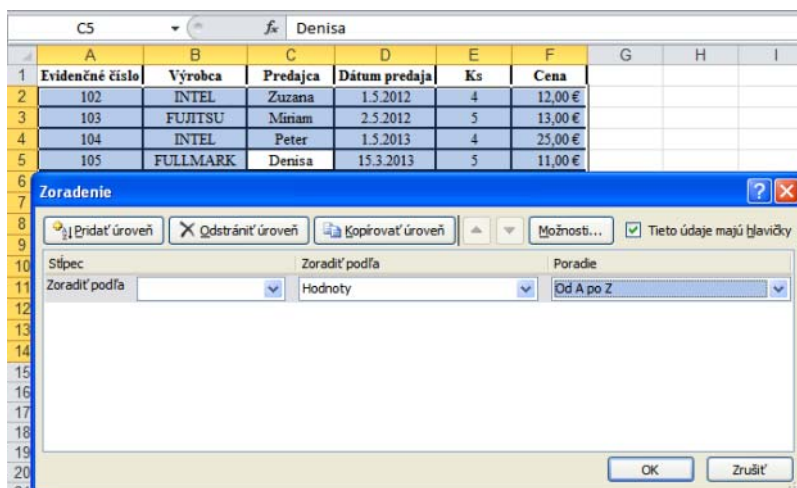 C5 fx Denisa
A B C D E F G H I
1 Evidenčné číslo Výrobca Predajca Dátum predaja Ks Cena
2 102 INTEL Zuzana 1.5.2012 4 12,00 €
3 103 FUJITSU Miriam 2.5.2012 5 13,00 €
4 104 INTEL Peter 1.5.2013 4 25,00 €
5 105 FULLMARK Denisa 15.3.2013 5 11,00 €
6
Zoradenie
7
8 Pridať úroveň Odstrániť úroveň Kopírovať úroveň Možnosti... Tieto údaje majú hlavičky
9
10 Stĺpec Zoradiť podľa Poradie
11 Zoradiť podľa Hodnoty Od A po Z
12
13
14
15
16
17
18
19
20 OK Zrušiť